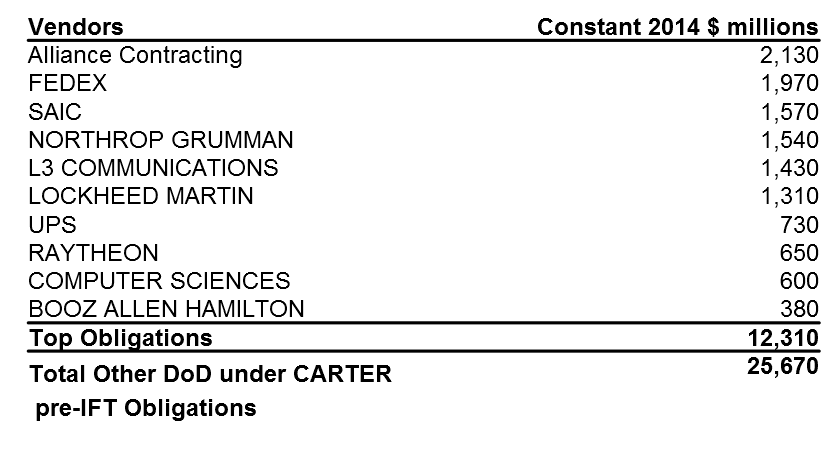 Vendors Constant 2014 $ millions
Alliance Contracting 2,130
FEDEX 1,970
SAIC 1,570
NORTHROP GRUMMAN 1,540
L3 COMMUNICATIONS 1,430
LOCKHEED MARTIN 1,310
UPS 730
RAYTHEON 650
COMPUTER SCIENCES 600
BOOZ ALLEN HAMILTON 380
Top Obligations 12,310
Total Other DoD under CARTER 25,670
pre-IFT Obligations